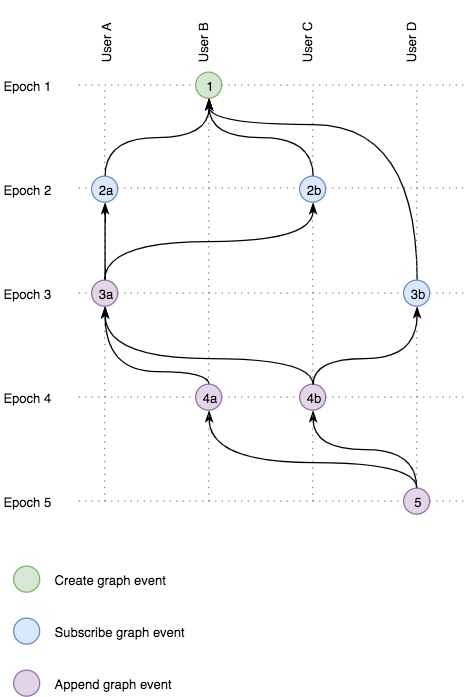 User A
User B
User C
User D
Epoch 1
1
Epoch 2
2a
2b
Epoch 3
3a
3b
Epoch 4
4a
4b
Epoch 5
5
Create graph event
Subscribe graph event
Append graph event